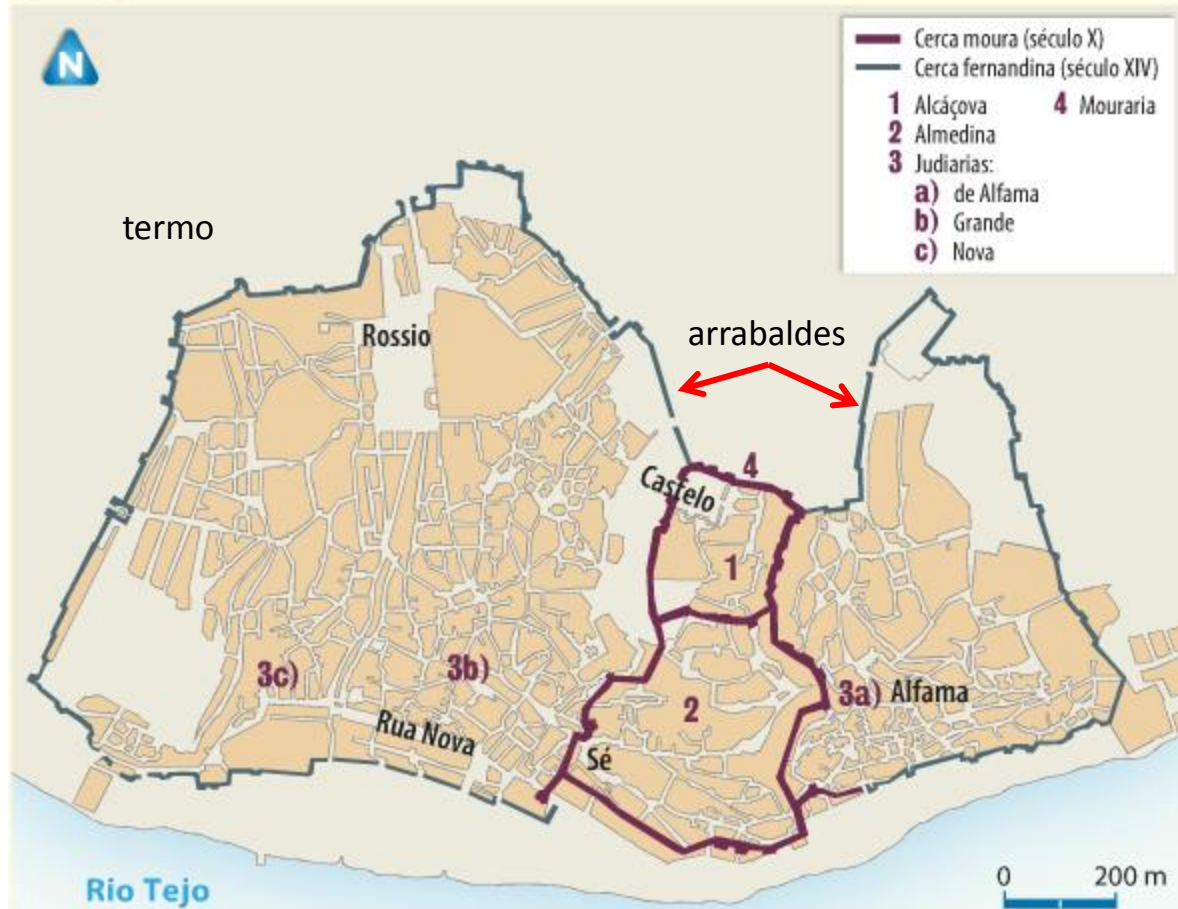 N
Cerca moura (século X)
Cerca fernandina (século XIV)
1 Alcáçova 4 Mouraria
2 Almedina
3 Judiarias:
a) de Alfama
b) Grande
c) Nova
termo
Rossio
arrabaldes
4
Castelo
1
3c)
3b)
2
3a) Alfama
Rua Nova
Sé
Rio Tejo
0 200 m